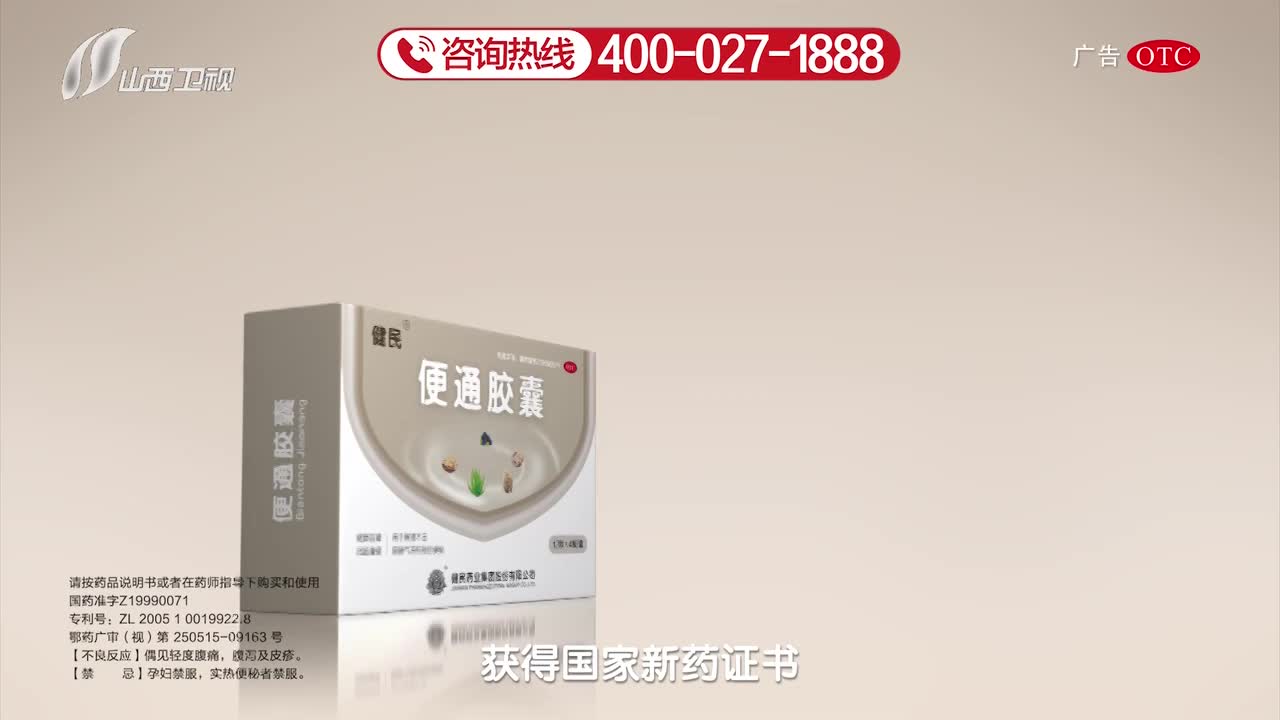 山西卫视
咨询热线 400-027-1888
广告 OTC
健民
OTC
便通胶囊
便通胶囊
Biantong Jiaonang
健民药业集团股份有限公司
请按药品说明书或者在药师指导下购买和使用
国药准字Z19990071
专利号：ZL 2005 1 0019922.8
鄂药广审（视）第 250515-09163 号
【不良反应】偶见轻度腹痛，腹泻及皮疹。
【禁　　忌】孕妇禁服，实热便秘者禁服。
获得国家新药证书